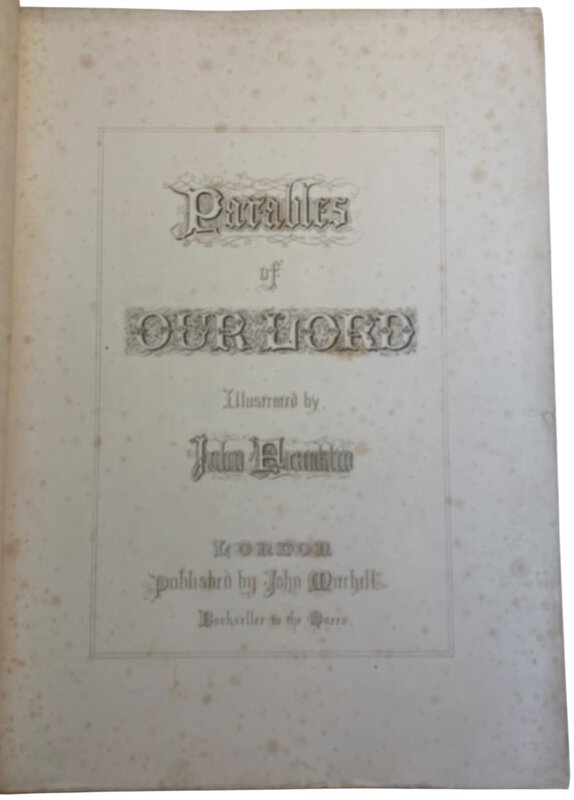 Parables
of
OUR LORD
Illustrated by
John Franklin
LONDON
Published by John Mitchell
Bookseller to the Queen.